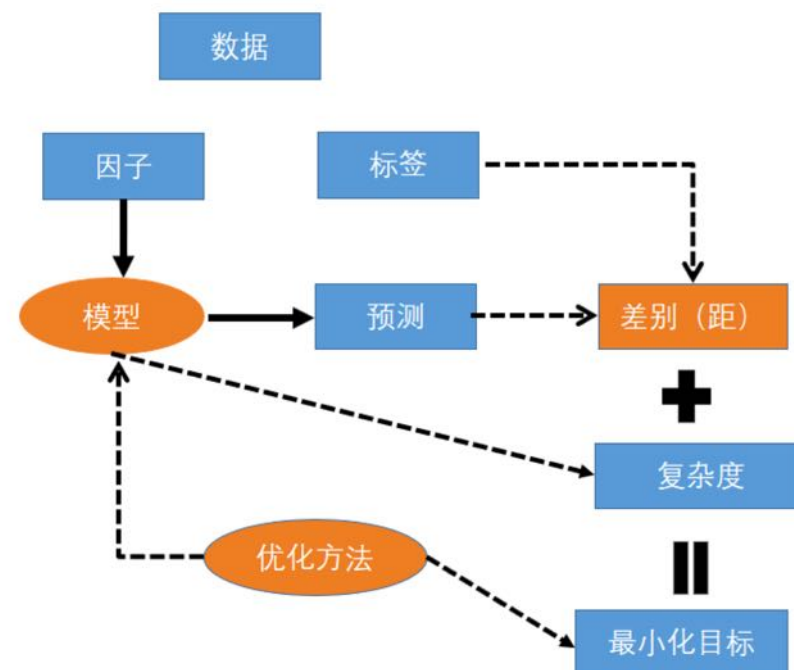 数据
因子
标签
模型
预测
差别（距）
复杂度
优化方法
最小化目标